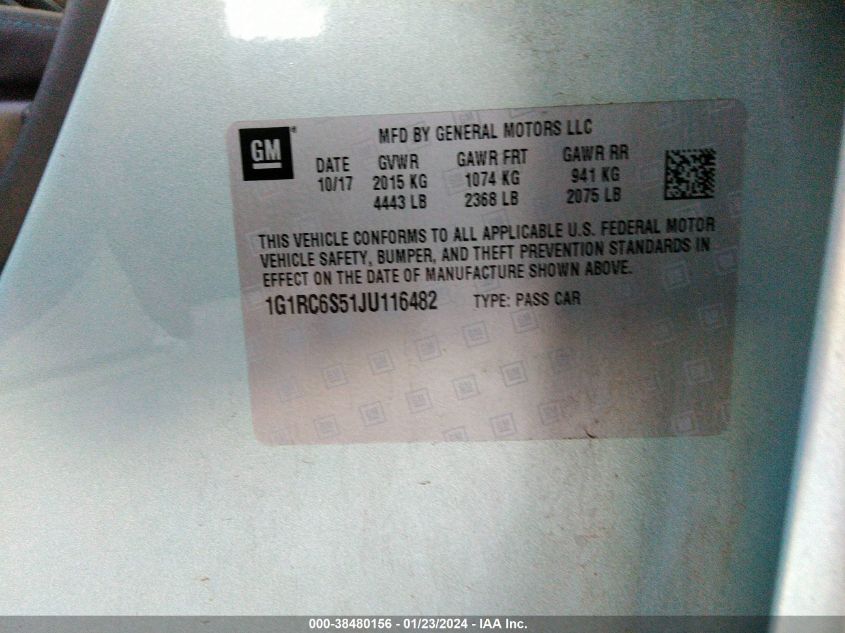 GM
MFD BY GENERAL MOTORS LLC
DATE GVWR GAWR FRT GAWR RR
10/17 2015 KG 1074 KG 941 KG
4443 LB 2368 LB 2075 LB
THIS VEHICLE CONFORMS TO ALL APPLICABLE U.S. FEDERAL MOTOR
VEHICLE SAFETY, BUMPER, AND THEFT PREVENTION STANDARDS IN
EFFECT ON THE DATE OF MANUFACTURE SHOWN ABOVE.
1G1RC6S51JU116482 TYPE: PASS CAR
000-38480156 / 01/23/2024 - IAA Inc.